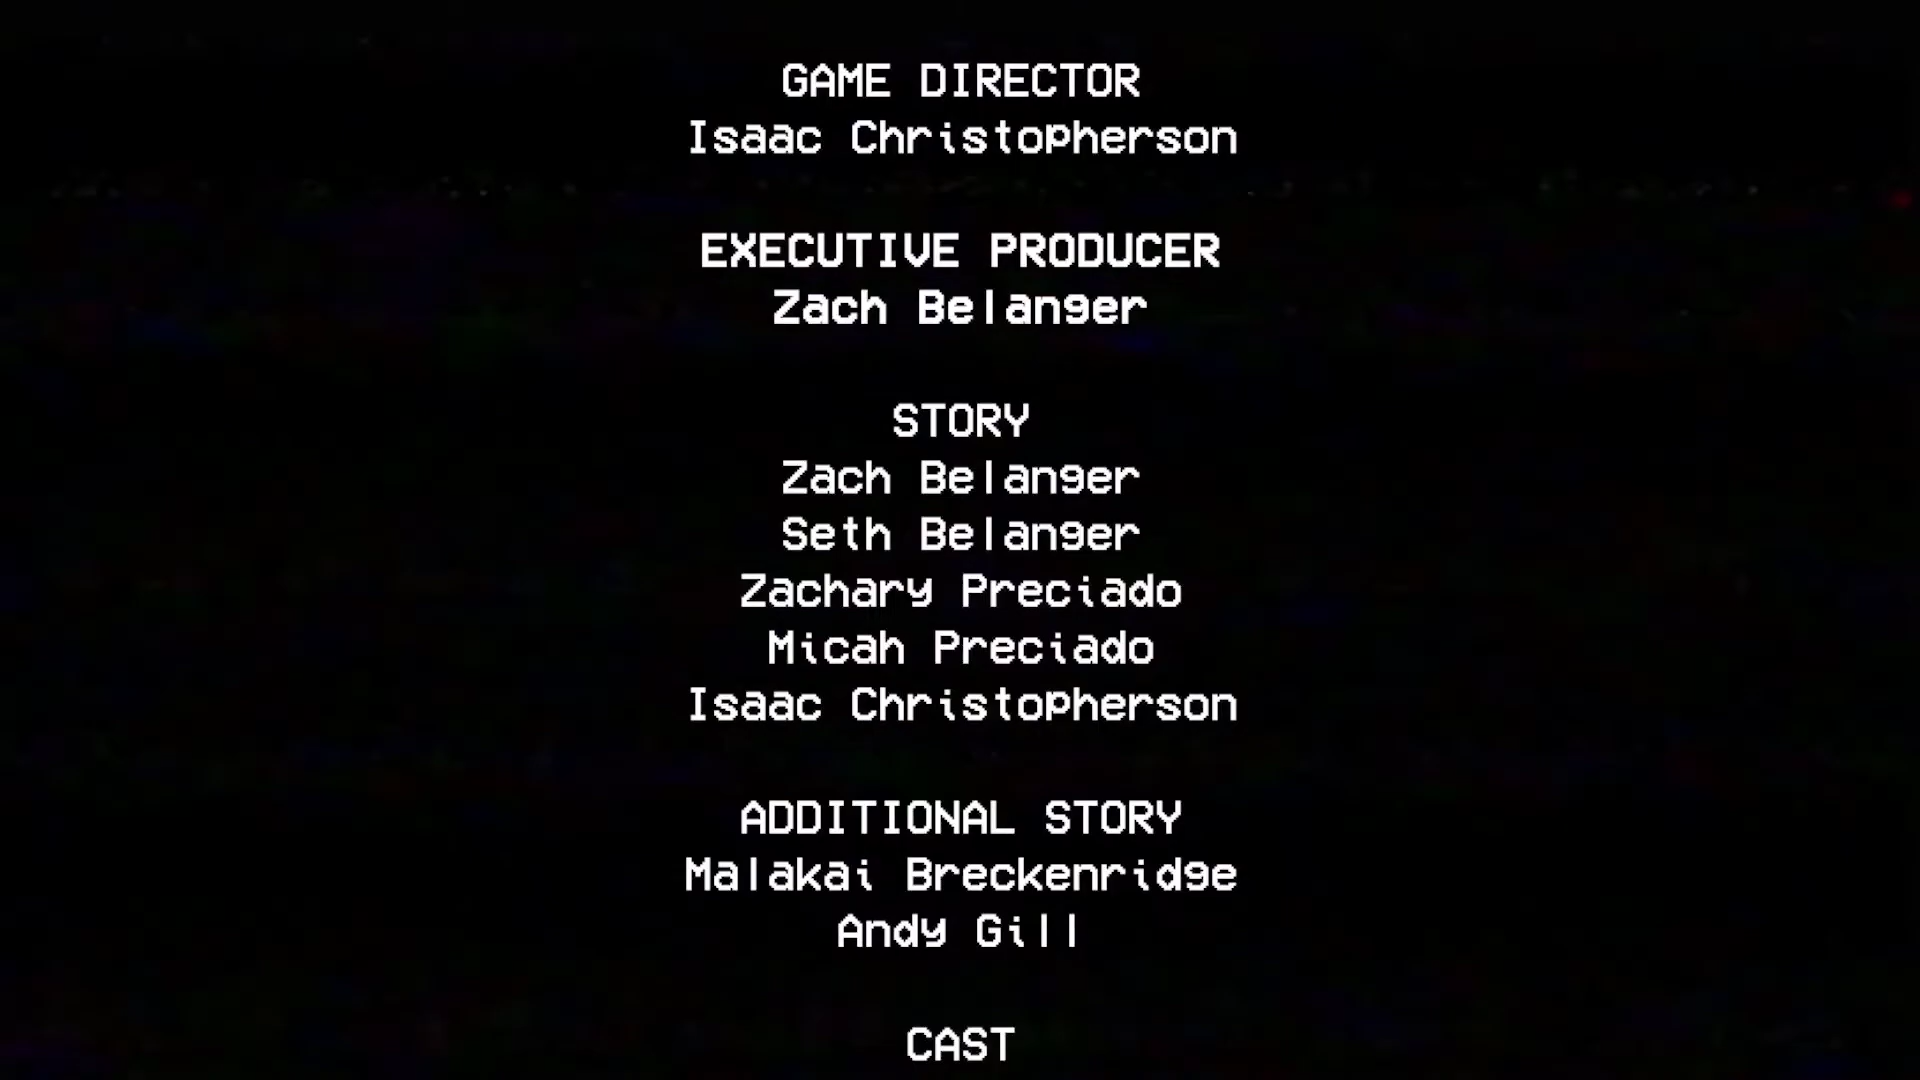 GAME DIRECTOR
Isaac Christopherson
EXECUTIVE PRODUCER
Zach Belanger
STORY
Zach Belanger
Seth Belanger
Zachary Preciado
Micah Preciado
Isaac Christopherson
ADDITIONAL STORY
Malakai Breckenridge
Andy Gill
CAST